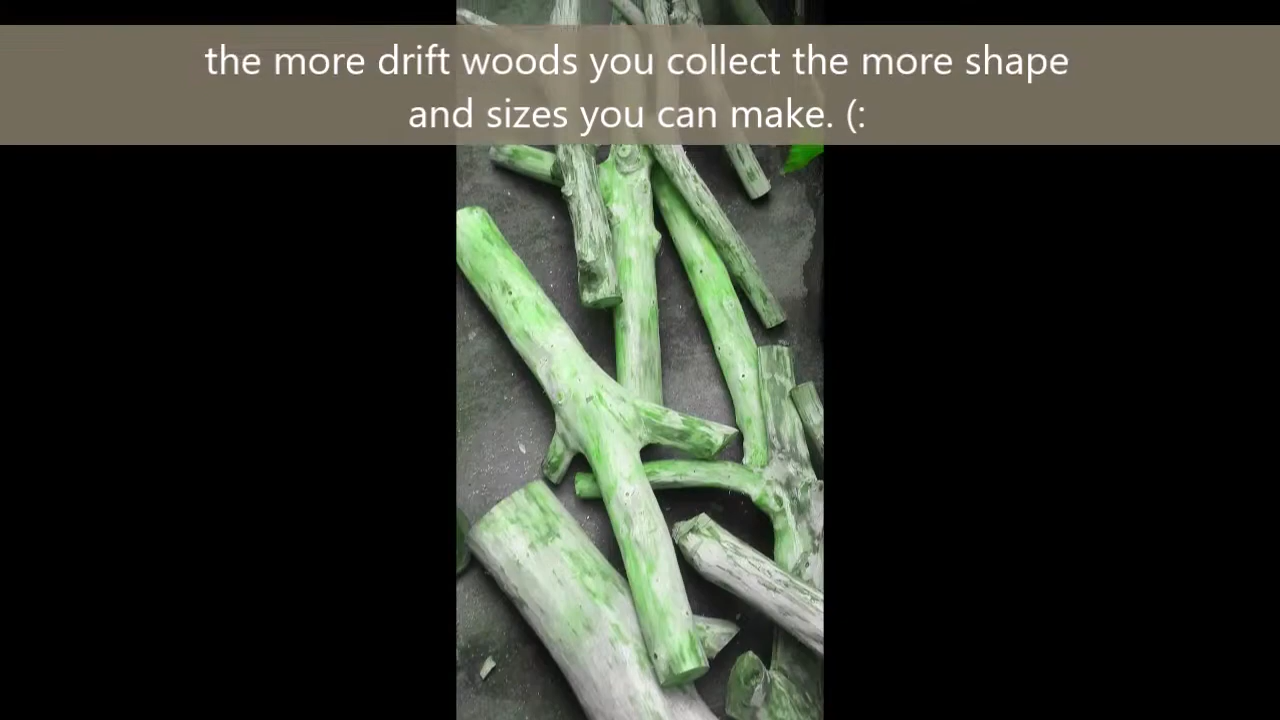 the more drift woods you collect the more shape
and sizes you can make. (: